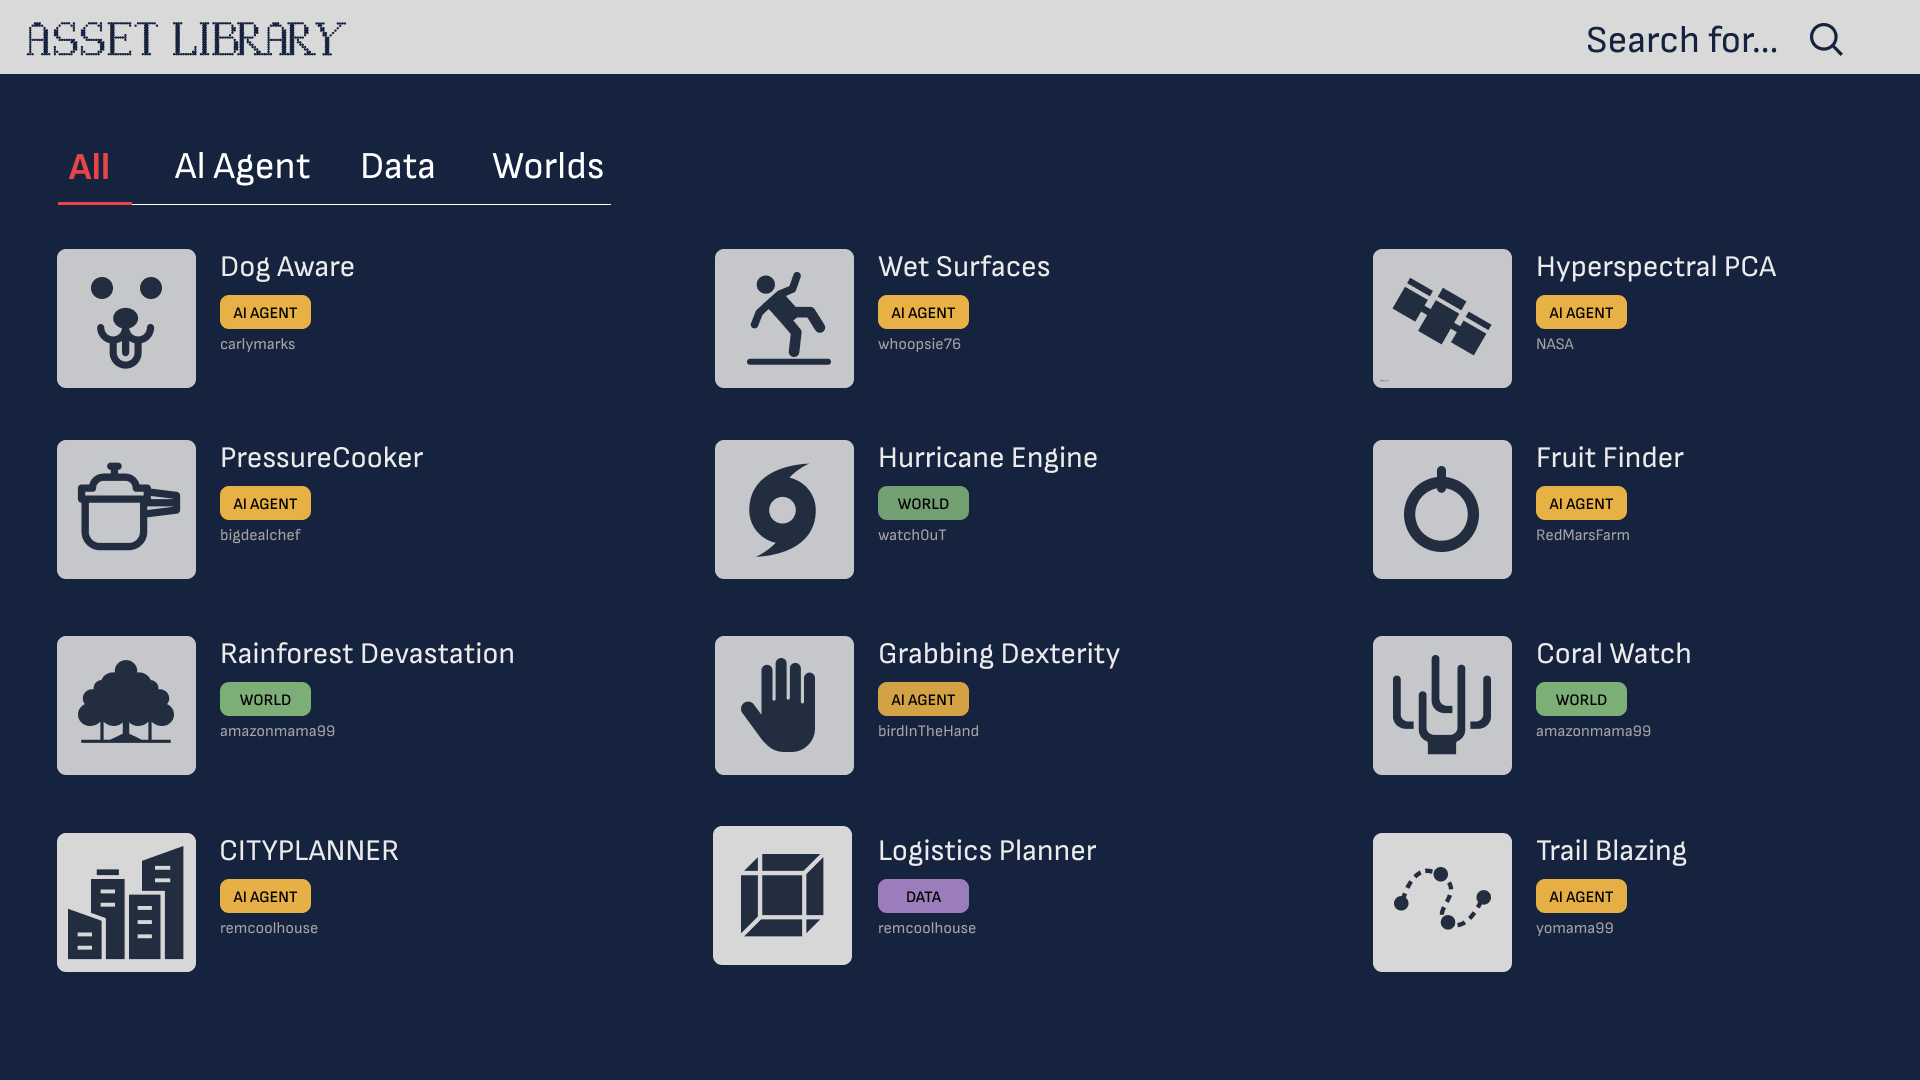 ASSET LIBRARY
Search for...
All
AI Agent
Data
Worlds
Dog Aware
AI AGENT
carlymarks
Wet Surfaces
AI AGENT
whoopsie76
Hyperspectral PCA
AI AGENT
NASA
PressureCooker
AI AGENT
bigdealchef
Hurricane Engine
WORLD
watch0uT
Fruit Finder
AI AGENT
RedMarsFarm
Rainforest Devastation
WORLD
amazonmama99
Grabbing Dexterity
AI AGENT
birdInTheHand
Coral Watch
WORLD
amazonmama99
CITYPLANNER
AI AGENT
remcoolhouse
Logistics Planner
DATA
remcoolhouse
Trail Blazing
AI AGENT
yomama99